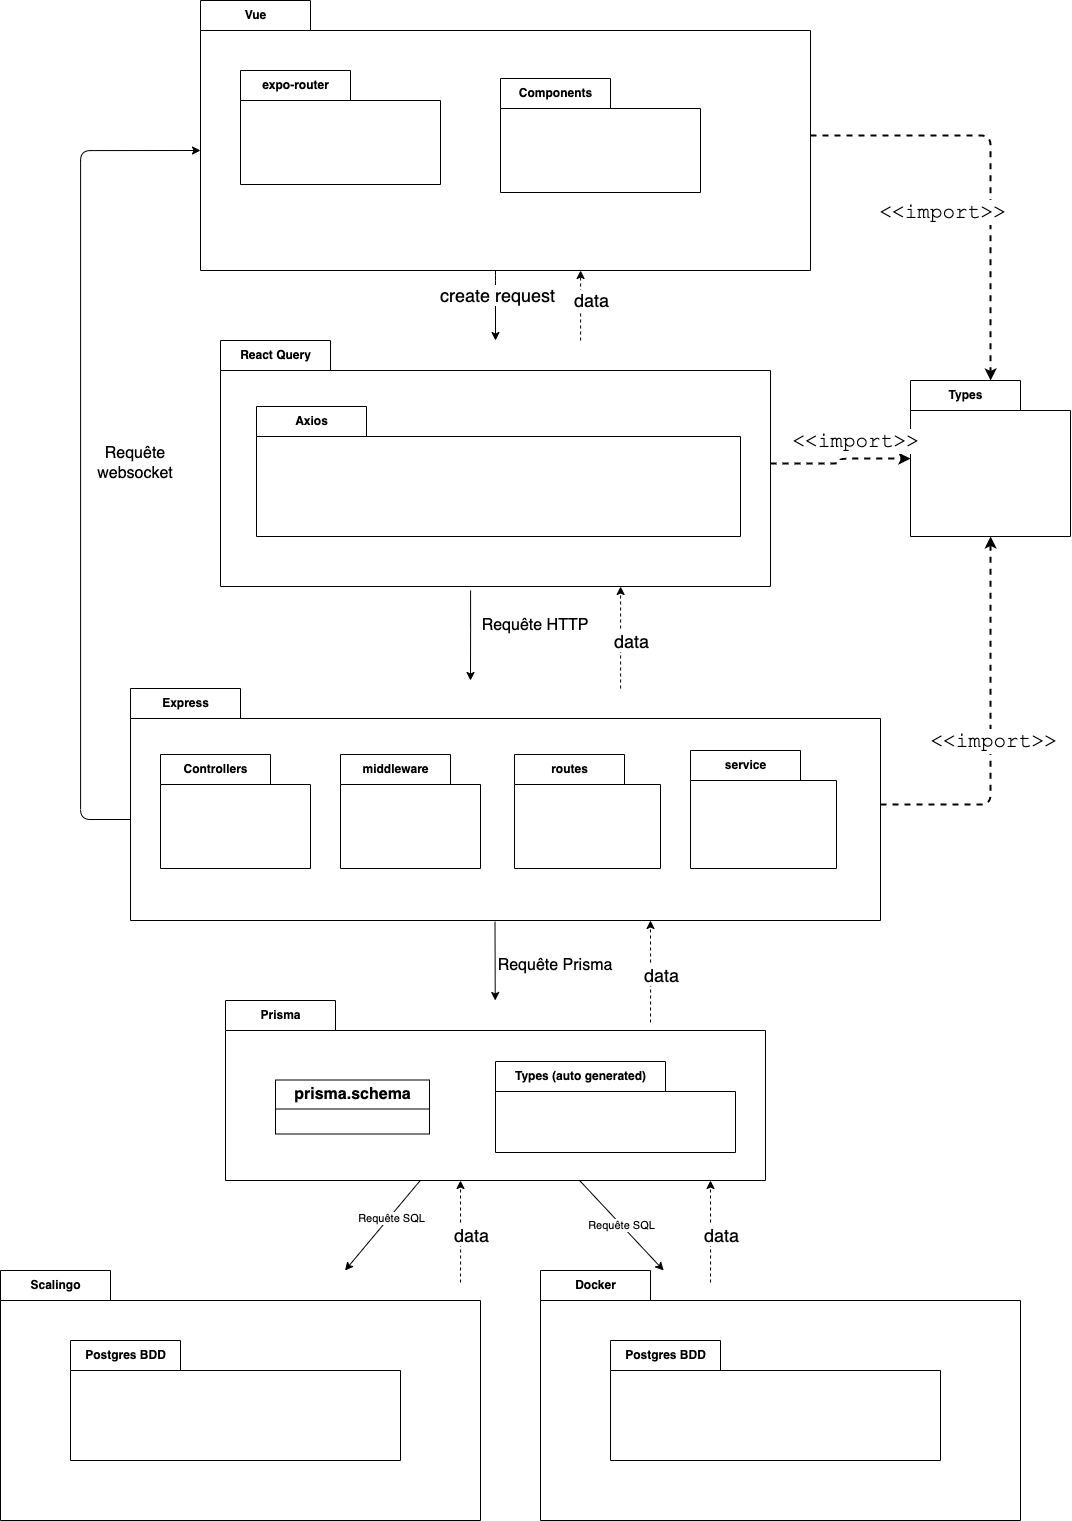 Vue
expo-router
Components
<<import>>
create request
data
React Query
Axios
Types
<<import>>
Requête
websocket
Requête HTTP
data
Express
Controllers
middleware
routes
service
<<import>>
Requête Prisma
data
Prisma
prisma.schema
Types (auto generated)
Requête SQL
data
Requête SQL
data
Scalingo
Postgres BDD
Docker
Postgres BDD